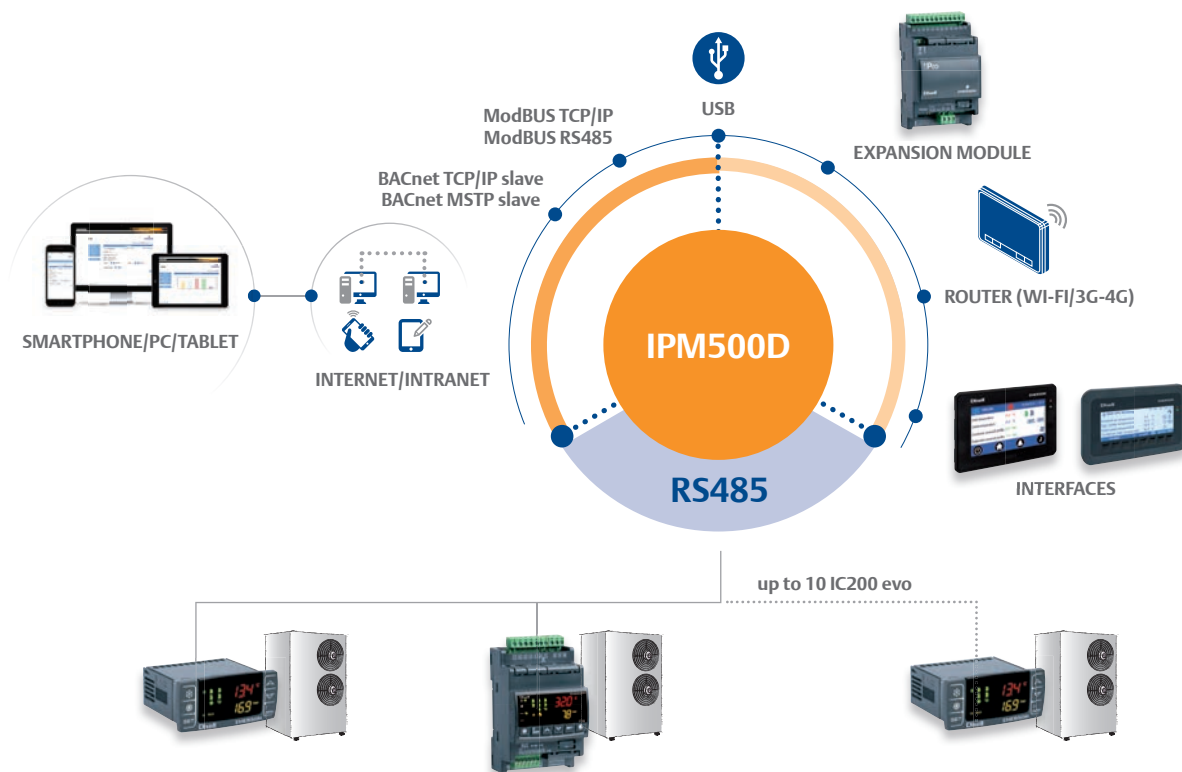 USB
ModBUS TCP/IP
ModBUS RS485
BACnet TCP/IP slave
BACnet MSTP slave
EXPANSION MODULE
ROUTER (WI-FI/3G-4G)
SMARTPHONE/PC/TABLET
INTERNET/INTRANET
IPM500D
RS485
INTERFACES
up to 10 IC200 evo